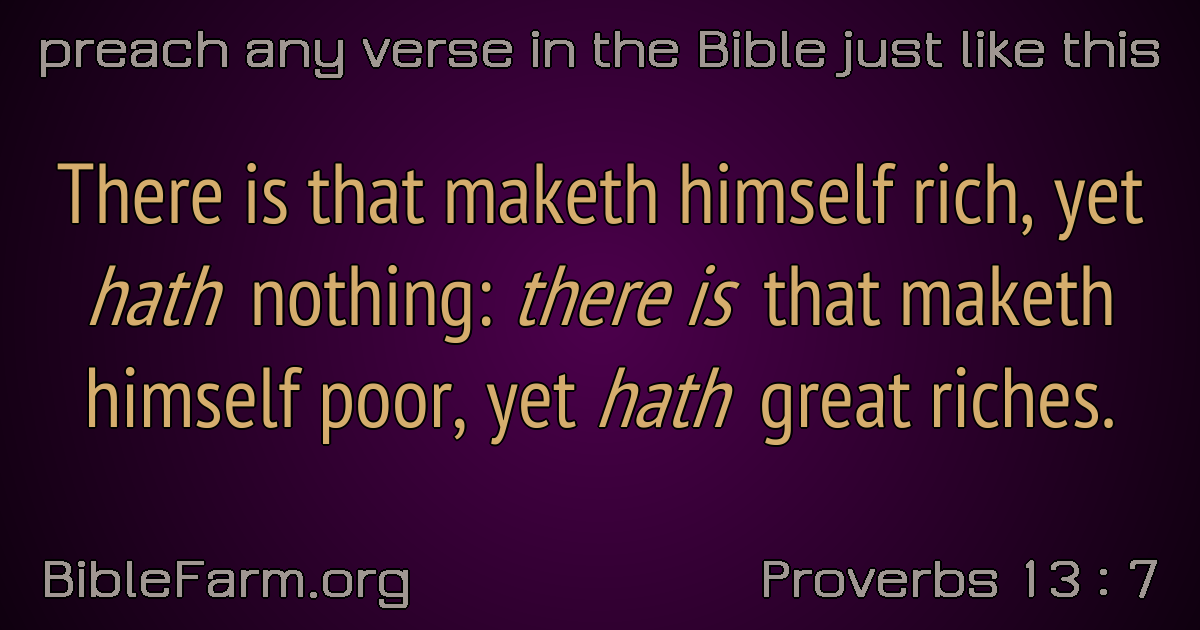 preach any verse in the Bible just like this
There is that maketh himself rich, yet
hath nothing: there is that maketh
himself poor, yet hath great riches.
BibleFarm.org
Proverbs 13 : 7